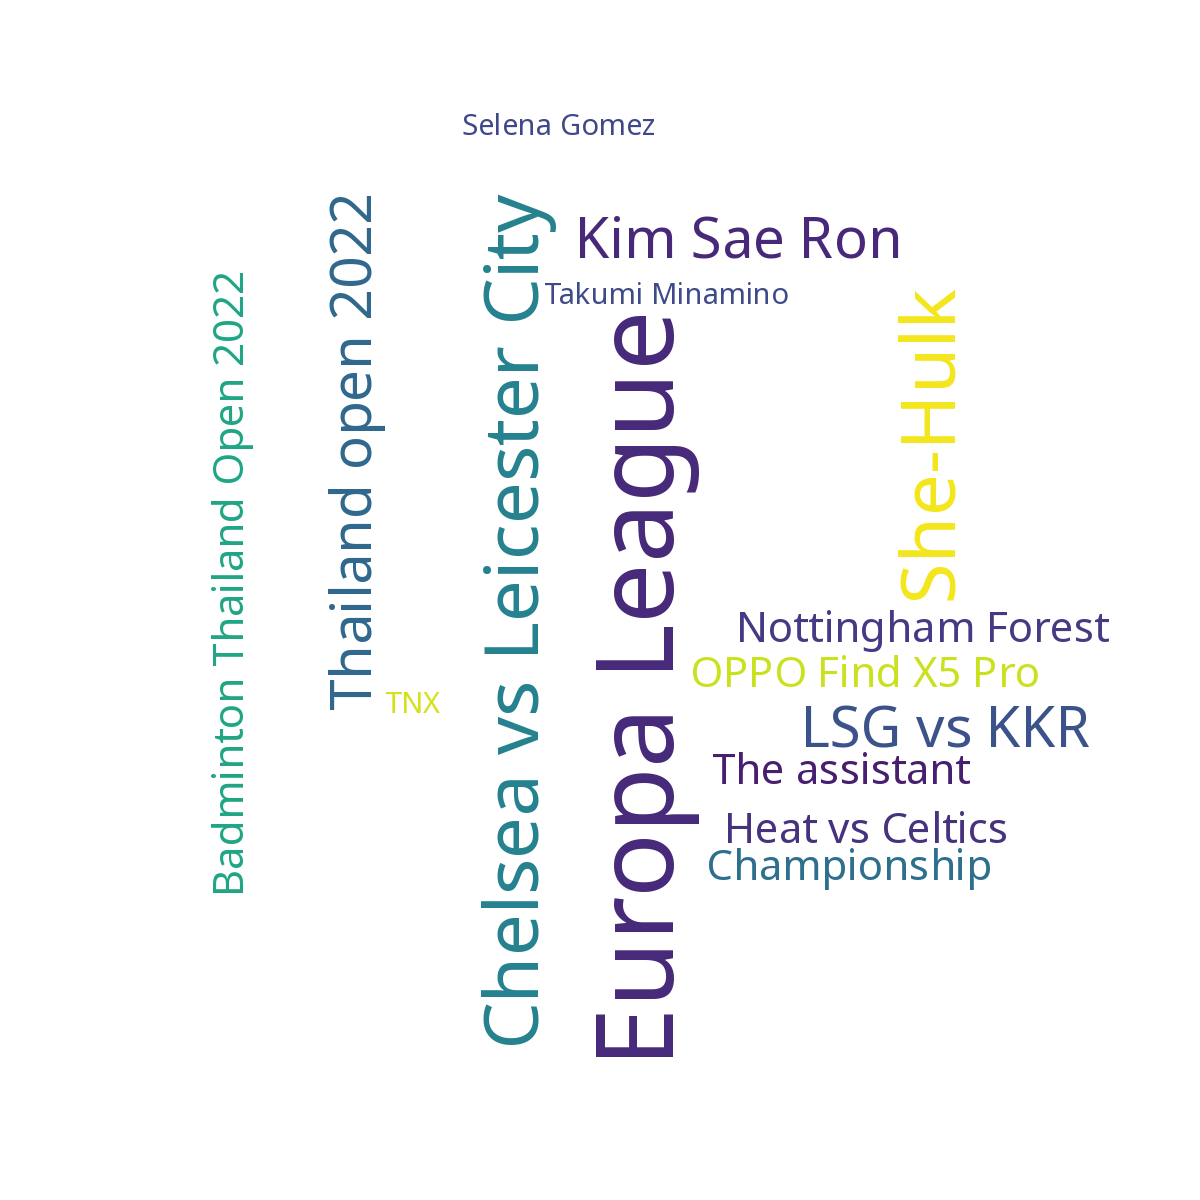 Selena Gomez
Kim Sae Ron
Takumi Minamino
Badminton Thailand Open 2022
Thailand open 2022
TNX
Chelsea vs Leicester City
Europa League
She-Hulk
Nottingham Forest
OPPO Find X5 Pro
LSG vs KKR
The assistant
Heat vs Celtics
Championship